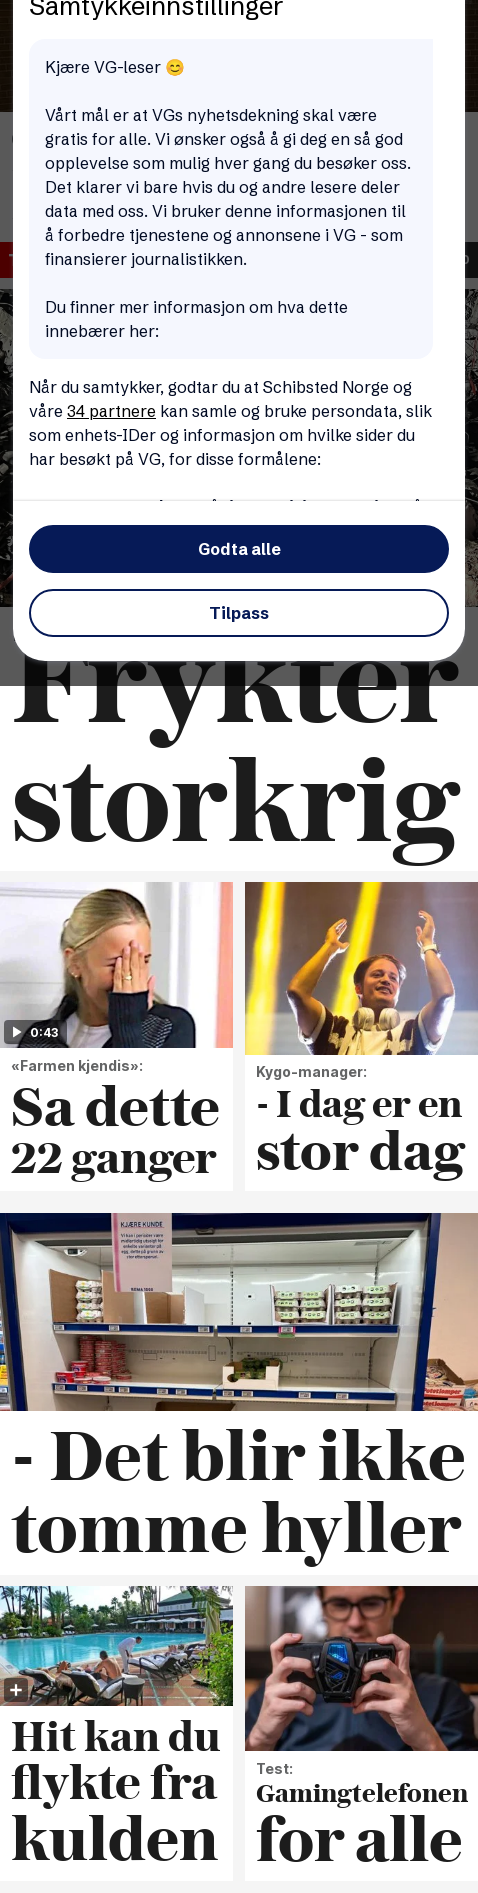 Samtykkeinnstillinger
Kjære VG-leser 😊
Vårt mål er at VGs nyhetsdekning skal være
gratis for alle. Vi ønsker også å gi deg en så god
opplevelse som mulig hver gang du besøker oss.
Det klarer vi bare hvis du og andre lesere deler
data med oss. Vi bruker denne informasjonen til
å forbedre tjenestene og annonsene i VG - som
finansierer journalistikken.
Du finner mer informasjon om hva dette
innebærer her:
Når du samtykker, godtar du at Schibsted Norge og
våre 34 partnere kan samle og bruke persondata, slik
som enhets-IDer og informasjon om hvilke sider du
har besøkt på VG, for disse formålene:
Godta alle
Tilpass
Frykter
storkrig
0:43
«Farmen kjendis»:
Sa dette
22 ganger
Kygo-manager:
- I dag er en
stor dag
KJÆRE KUNDE
- Det blir ikke
tomme hyller
Hit kan du
flykte fra
kulden
Test:
Gamingtelefonen
for alle